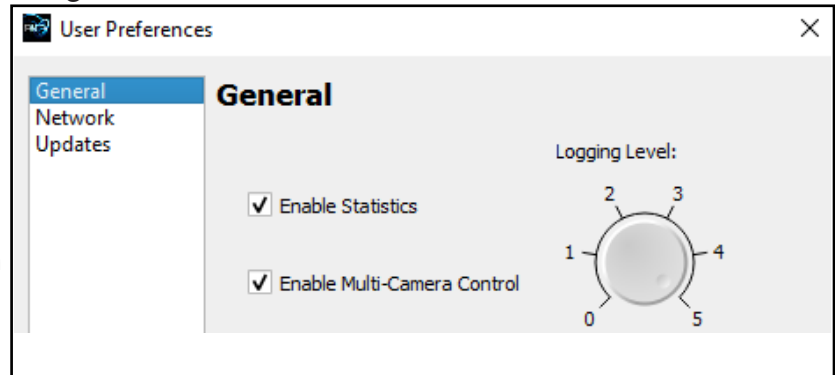 User Preferences
General
Network
Updates
General
Logging Level:
Enable Statistics
Enable Multi-Camera Control
2 3
1 4
0 5